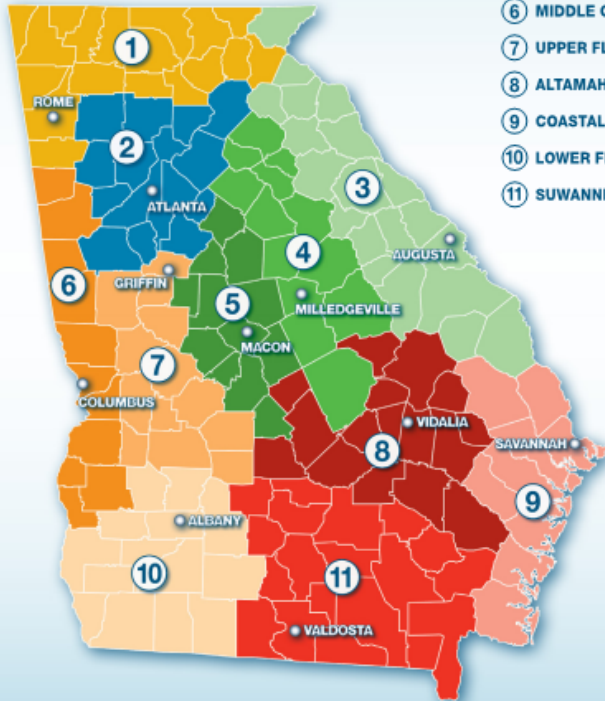 ⑥ MIDDLE
⑦ UPPER
⑧ ALTAMAH
⑨ COASTAL
⑩ LOWER
⑪ SUWANN
1
ROME
2
ATLANTA
3
AUGUSTA
4
6
GRIFFIN
5
MILLEDGEVILLE
MACON
7
COLUMBUS
VIDALIA
8
SAVANNAH
9
ALBANY
10
11
VALDOSTA